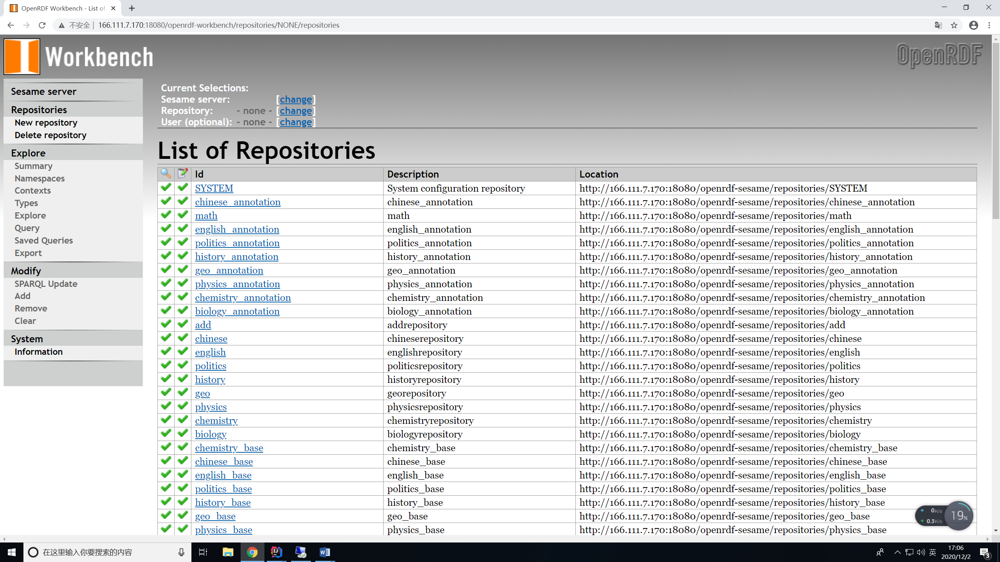 OpenRDF Workbench - List of
不安全 | 166.111.7.170:18080/openrdf-workbench/repositories/NONE/repositories
Workbench
OpenRDF
Sesame server
Repositories
New repository
Delete repository
Explore
Summary
Namespaces
Contexts
Types
Explore
Query
Saved Queries
Export
Modify
SPARQL Update
Add
Remove
Clear
System
Information
Current Selections:
Sesame server: [change]
Repository: - none - [change]
User (optional): - none - [change]
List of Repositories
Id Description Location
SYSTEM System configuration repository http://166.111.7.170:18080/openrdf-sesame/repositories/SYSTEM
chinese_annotation chinese_annotation http://166.111.7.170:18080/openrdf-sesame/repositories/chinese_annotation
math math http://166.111.7.170:18080/openrdf-sesame/repositories/math
english_annotation english_annotation http://166.111.7.170:18080/openrdf-sesame/repositories/english_annotation
politics_annotation politics_annotation http://166.111.7.170:18080/openrdf-sesame/repositories/politics_annotation
history_annotation history_annotation http://166.111.7.170:18080/openrdf-sesame/repositories/history_annotation
geo_annotation geo_annotation http://166.111.7.170:18080/openrdf-sesame/repositories/geo_annotation
physics_annotation physics_annotation http://166.111.7.170:18080/openrdf-sesame/repositories/physics_annotation
chemistry_annotation chemistry_annotation http://166.111.7.170:18080/openrdf-sesame/repositories/chemistry_annotation
biology_annotation biology_annotation http://166.111.7.170:18080/openrdf-sesame/repositories/biology_annotation
add addrepository http://166.111.7.170:18080/openrdf-sesame/repositories/add
chinese chineserepository http://166.111.7.170:18080/openrdf-sesame/repositories/chinese
english englishrepository http://166.111.7.170:18080/openrdf-sesame/repositories/english
politics politicsrepository http://166.111.7.170:18080/openrdf-sesame/repositories/politics
history historyrepository http://166.111.7.170:18080/openrdf-sesame/repositories/history
geo georepository http://166.111.7.170:18080/openrdf-sesame/repositories/geo
physics physicsrepository http://166.111.7.170:18080/openrdf-sesame/repositories/physics
chemistry chemistryrepository http://166.111.7.170:18080/openrdf-sesame/repositories/chemistry
biology biologyrepository http://166.111.7.170:18080/openrdf-sesame/repositories/biology
chemistry_base chemistry_base http://166.111.7.170:18080/openrdf-sesame/repositories/chemistry_base
chinese_base chinese_base http://166.111.7.170:18080/openrdf-sesame/repositories/chinese_base
english_base english_base http://166.111.7.170:18080/openrdf-sesame/repositories/english_base
politics_base politics_base http://166.111.7.170:18080/openrdf-sesame/repositories/politics_base
history_base history_base http://166.111.7.170:18080/openrdf-sesame/repositories/history_base
geo_base geo_base http://166.111.7.170:18080/openrdf-sesame/repositories/geo_base
physics_base physics_base http://166.111.7.170:18080/openrdf-sesame/repositories/physics_base
0K/s
0.3K/s
19%
在这里输入你要搜索的内容
英
17:06
2020/12/2
3